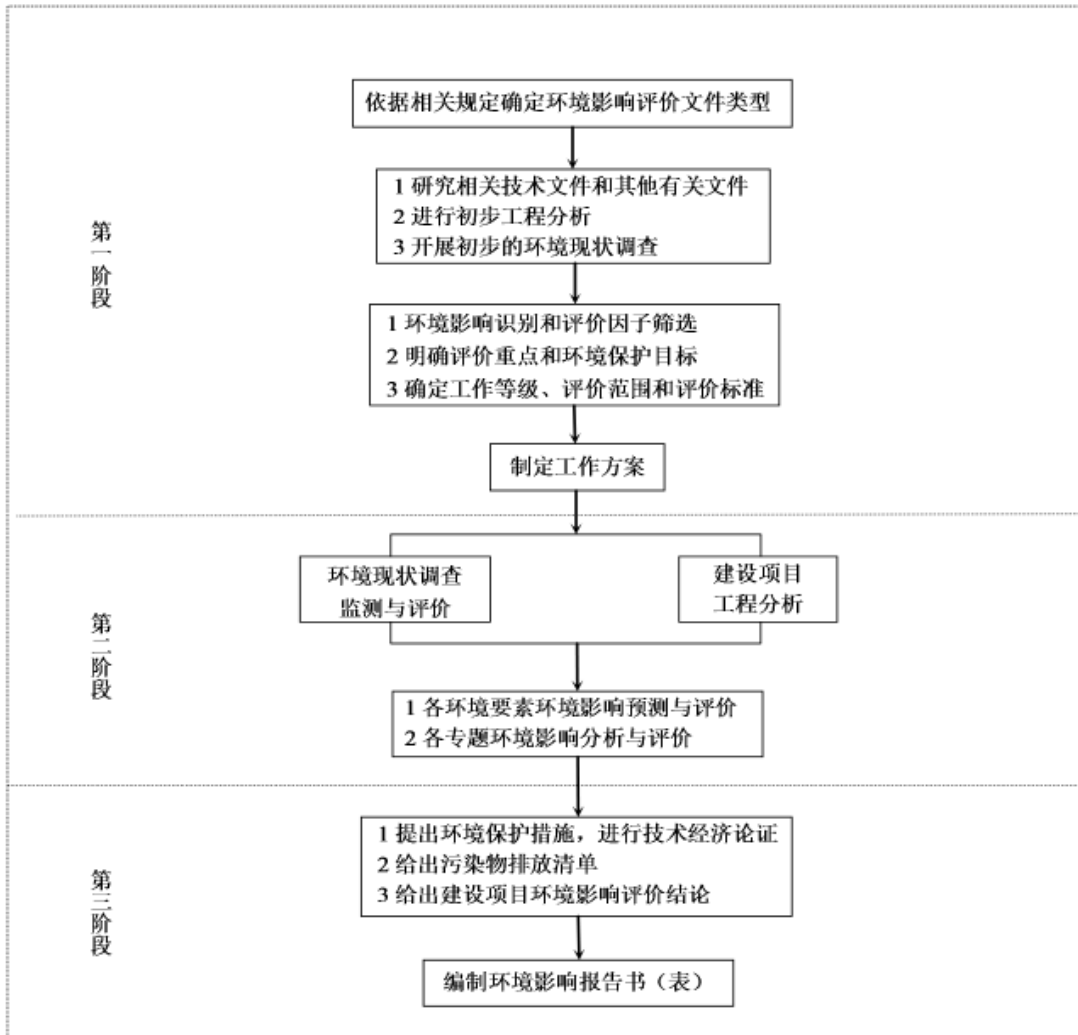 依据相关规定确定环境影响评价文件类型
1 研究相关技术文件和其他有关文件
2 进行初步工程分析
3 开展初步的环境现状调查
第一阶段
1 环境影响识别和评价因子筛选
2 明确评价重点和环境保护目标
3 确定工作等级、评价范围和评价标准
制定工作方案
环境现状调查
监测与评价
建设项目
工程分析
第二阶段
1 各环境要素环境影响预测与评价
2 各专题环境影响分析与评价
1 提出环境保护措施，进行技术经济论证
2 给出污染物排放清单
3 给出建设项目环境影响评价结论
第三阶段
编制环境影响报告书（表）